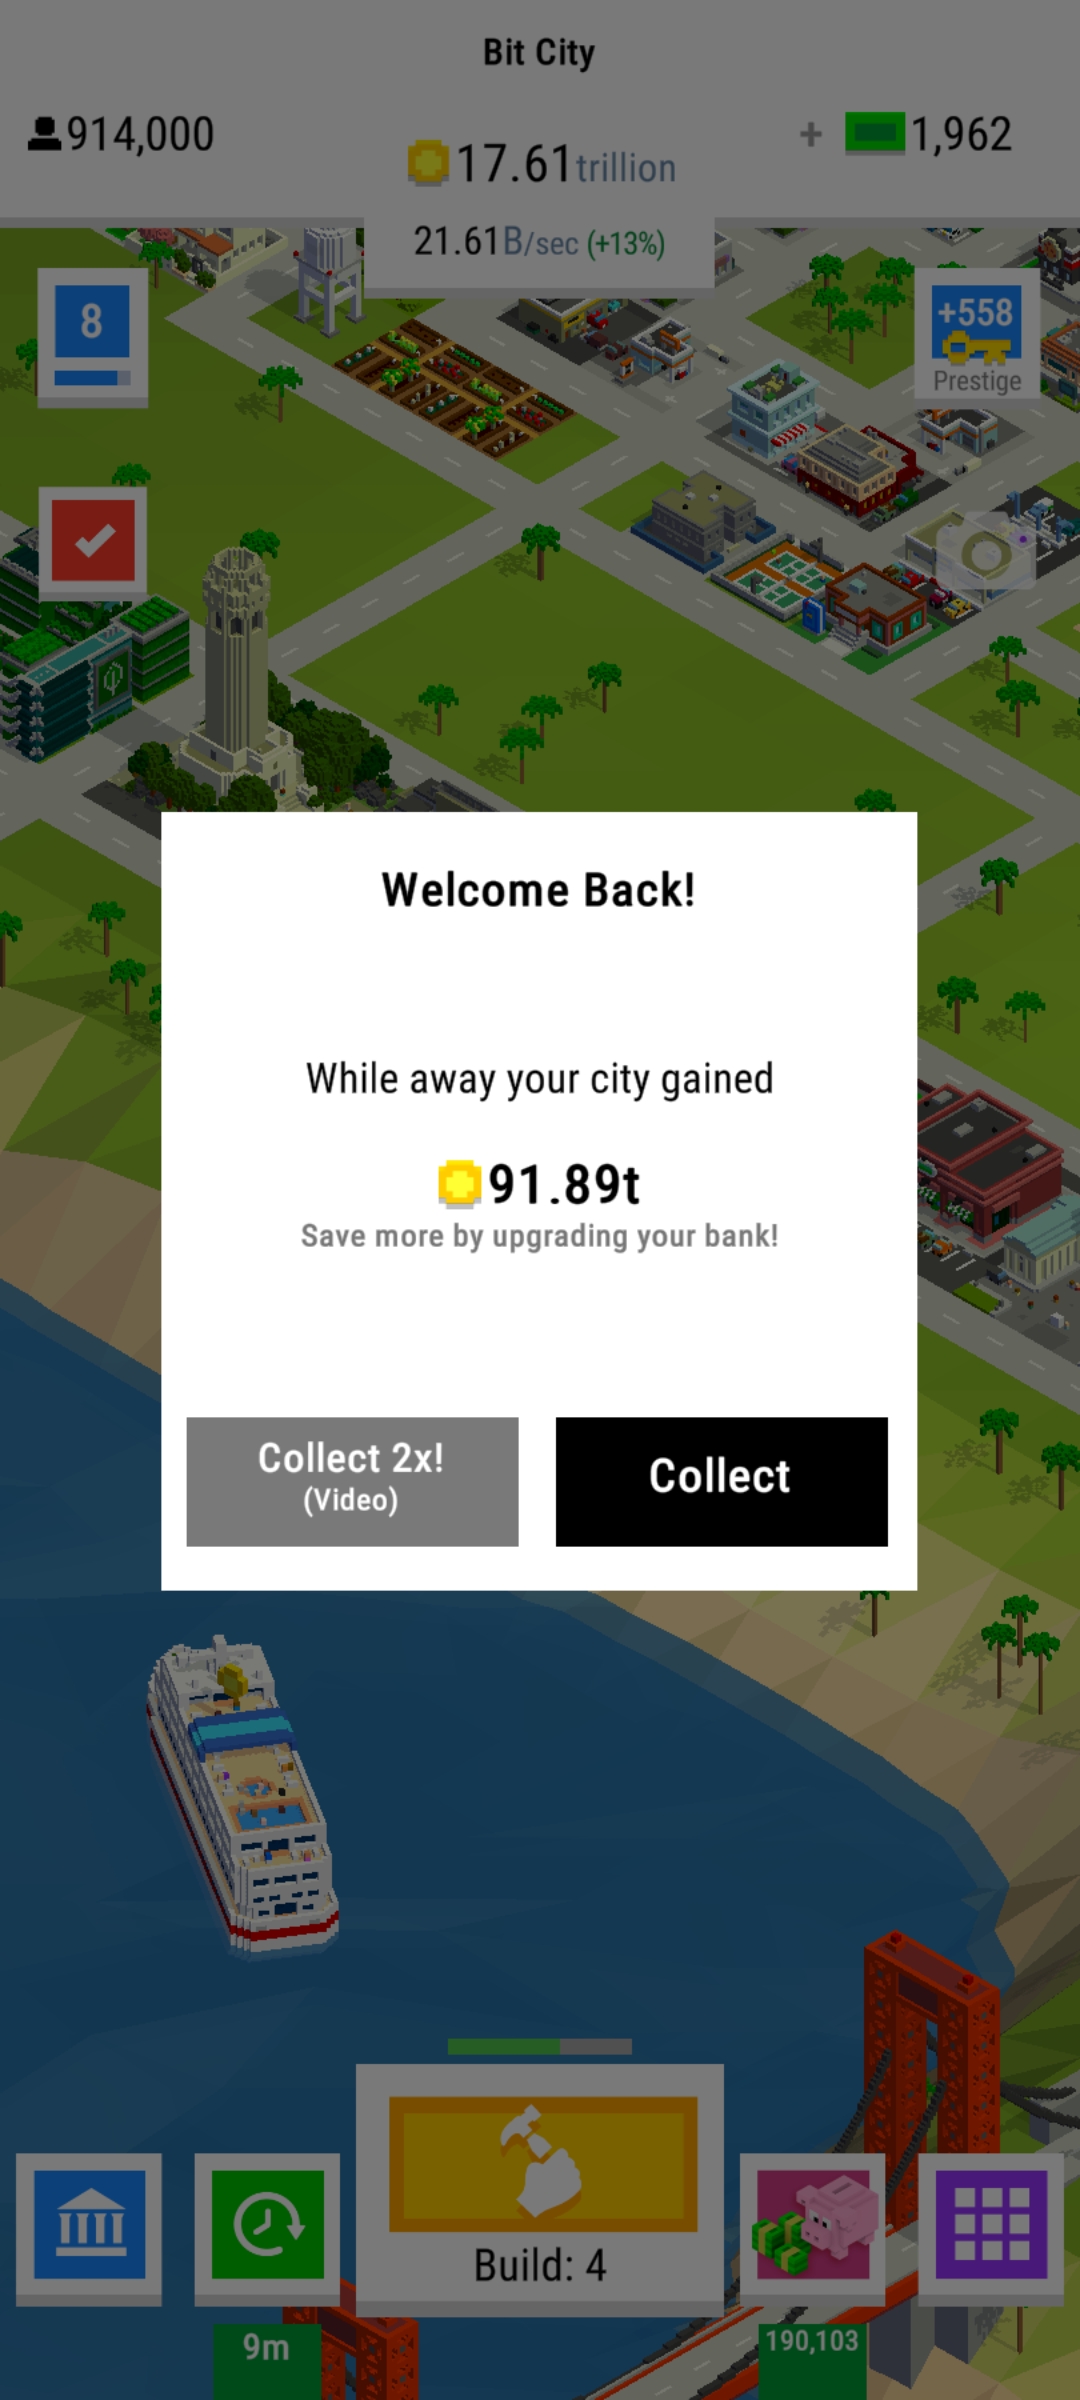 Bit City
914,000
17.61trillion
+ 1,962
21.61B/sec (+13%)
8
+558
Prestige
Welcome Back!
While away your city gained
91.89t
Save more by upgrading your bank!
Collect 2x!
(Video)
Collect
Build: 4
9m
190,103